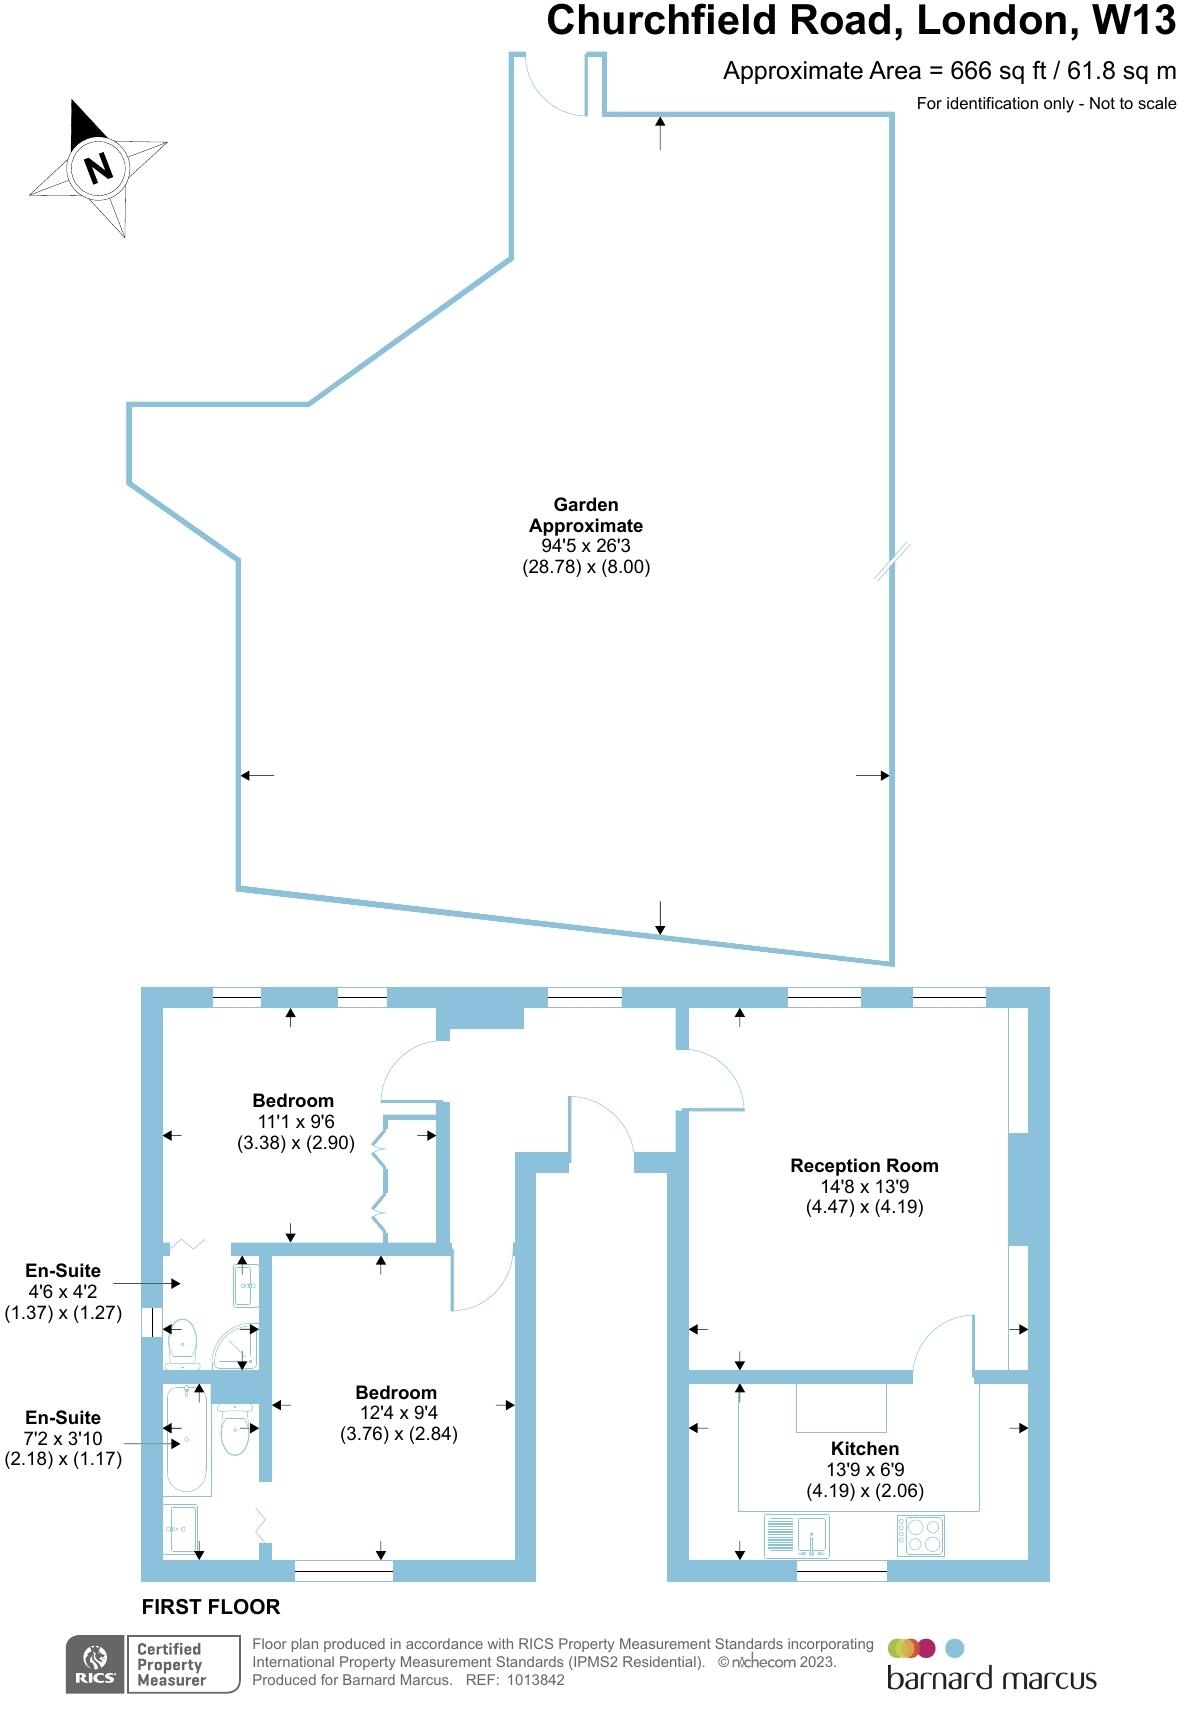 Churchfield Road, London, W13
Approximate Area = 666 sq ft / 61.8 sq m
For identification only - Not to scale
N
Garden
Approximate
94'5 x 26'3
(28.78) x (8.00)
Bedroom
11'1 x 9'6
(3.38) x (2.90)
Reception Room
14'8 x 13'9
(4.47) x (4.19)
En-Suite
4'6 x 4'2
(1.37) x (1.27)
Bedroom
12'4 x 9'4
(3.76) x (2.84)
En-Suite
7'2 x 3'10
(2.18) x (1.17)
Kitchen
13'9 x 6'9
(4.19) x (2.06)
FIRST FLOOR
RICS
Certified
Property
Measurer
Floor plan produced in accordance with RICS Property Measurement Standards incorporating
International Property Measurement Standards (IPMS2 Residential). © nichecom 2023.
Produced for Barnard Marcus. REF: 1013842
barnard marcus